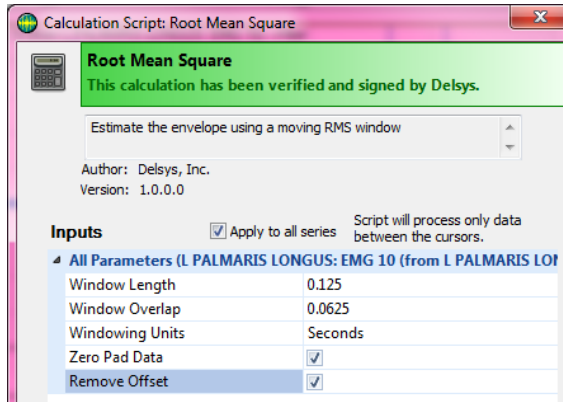 Calculation Script: Root Mean Square
X
Root Mean Square
This calculation has been verified and signed by Delsys.
Estimate the envelope using a moving RMS window
Author: Delsys, Inc.
Version: 1.0.0.0
Inputs
Apply to all series
Script will process only data
between the cursors.
All Parameters (L PALMARIS LONGUS: EMG 10 (from L PALMARIS LON
Window Length 0.125
Window Overlap 0.0625
Windowing Units Seconds
Zero Pad Data
Remove Offset